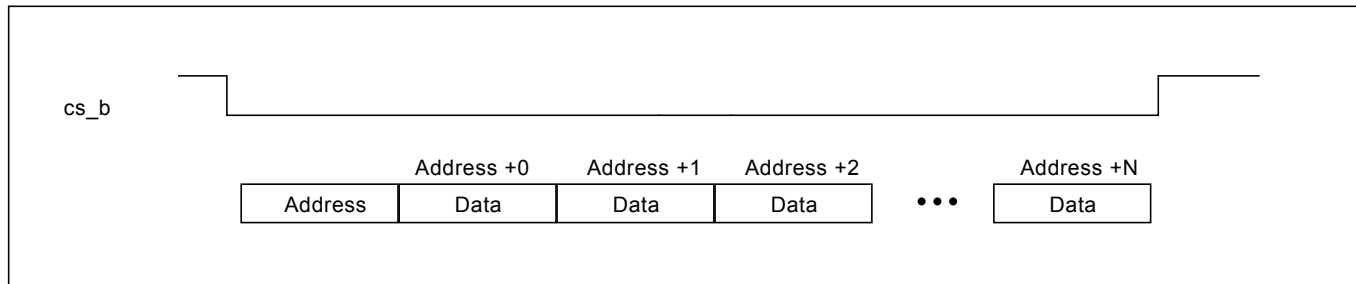 cs_b
Address +0 Address +1 Address +2 Address +N
Address Data Data Data ••• Data